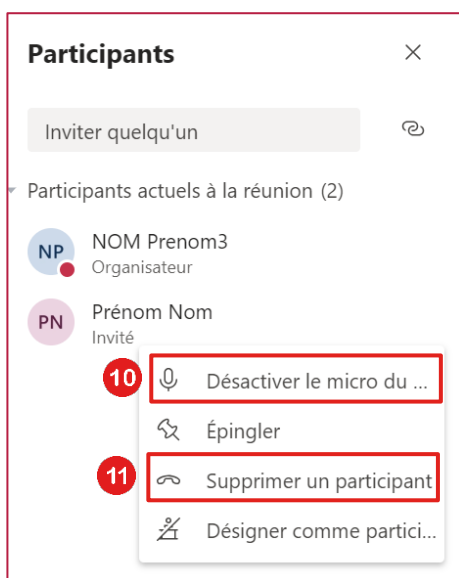 Participants
Inviter quelqu'un
Participants actuels à la réunion (2)
NP
NOM Prenom3
Organisateur
PN
Prénom Nom
Invité
10 Désactiver le micro du ...
Épingler
11 Supprimer un participant
Désigner comme partici...